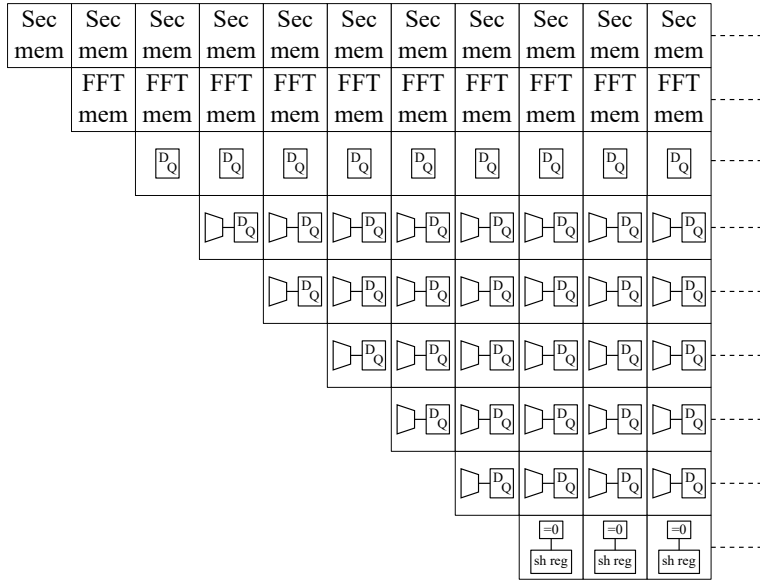 Sec Sec Sec Sec Sec Sec Sec Sec Sec Sec Sec
mem mem mem mem mem mem mem mem mem mem mem
FFT FFT FFT FFT FFT FFT FFT FFT FFT FFT
mem mem mem mem mem mem mem mem mem mem
D D D D D D D D D
Q Q Q Q Q Q Q Q Q
D D D D D D D D
Q Q Q Q Q Q Q Q
D D D D D D D
Q Q Q Q Q Q Q
D D D D D D
Q Q Q Q Q Q
D D D D D
Q Q Q Q Q
D D D D
Q Q Q Q
=0 =0 =0
sh reg sh reg sh reg